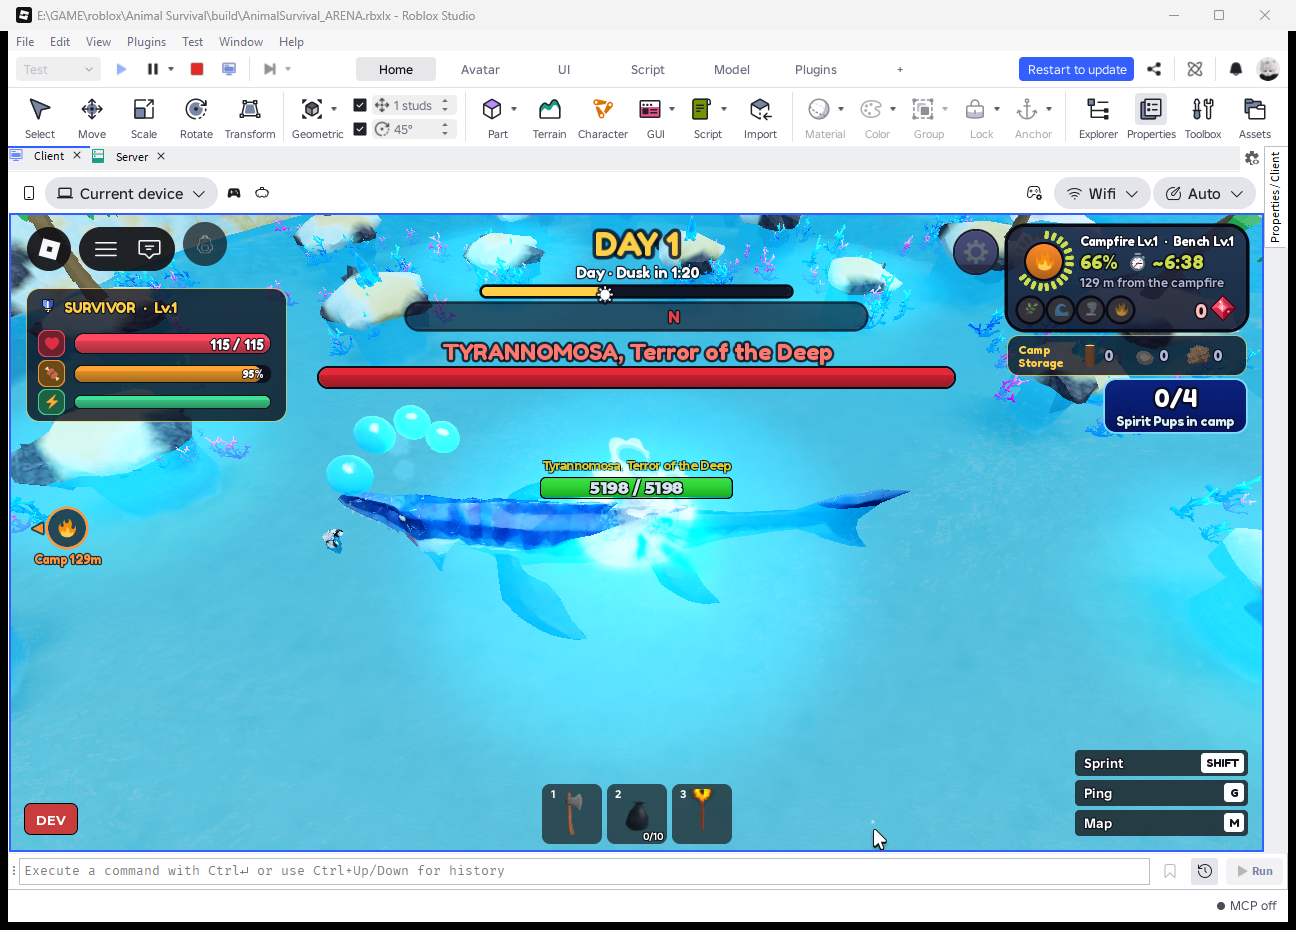 E:\GAME\roblox\Animal Survival\build\AnimalSurvival_ARENA.rbxlx - Roblox Studio
File Edit View Plugins Test Window Help
Test Home Avatar UI Script Model Plugins + Restart to update
1 studs
45°
Select Move Scale Rotate Transform Geometric Part Terrain Character GUI Script Import Material Color Group Lock Anchor Explorer Properties Toolbox Assets
Client Server
Current device Wifi Auto
Properties / Client
DAY 1
Day · Dusk in 1:20
N
TYRANNOMOSA, Terror of the Deep
SURVIVOR · Lv.1
115 / 115
95%
Campfire Lv.1 · Bench Lv.1
66% ~6:38
129 m from the campfire
0
Camp Storage 0 0 0
0/4
Spirit Pups in camp
Tyrannomosa, Terror of the Deep
5198 / 5198
Camp 129m
Sprint SHIFT
Ping G
Map M
1 2 3
0/10
DEV
Execute a command with Ctrl↵ or use Ctrl+Up/Down for history
Run
MCP off